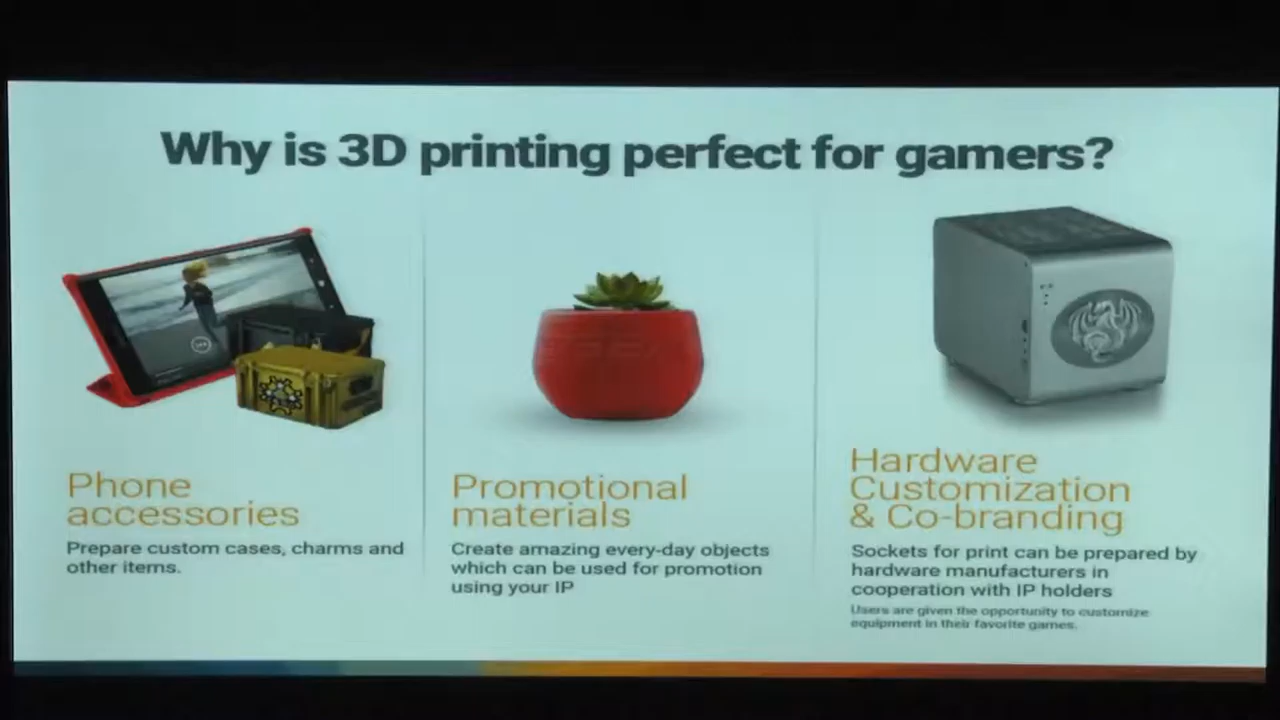 Why is 3D printing perfect for gamers?
Phone
accessories
Prepare custom cases, charms and
other items.
Promotional
materials
Create amazing every-day objects
which can be used for promotion
using your IP
Hardware
Customization
& Co-branding
Sockets for print can be prepared by
hardware manufacturers in
cooperation with IP holders
Users are given the opportunity to customize
equipment in their favorite games.